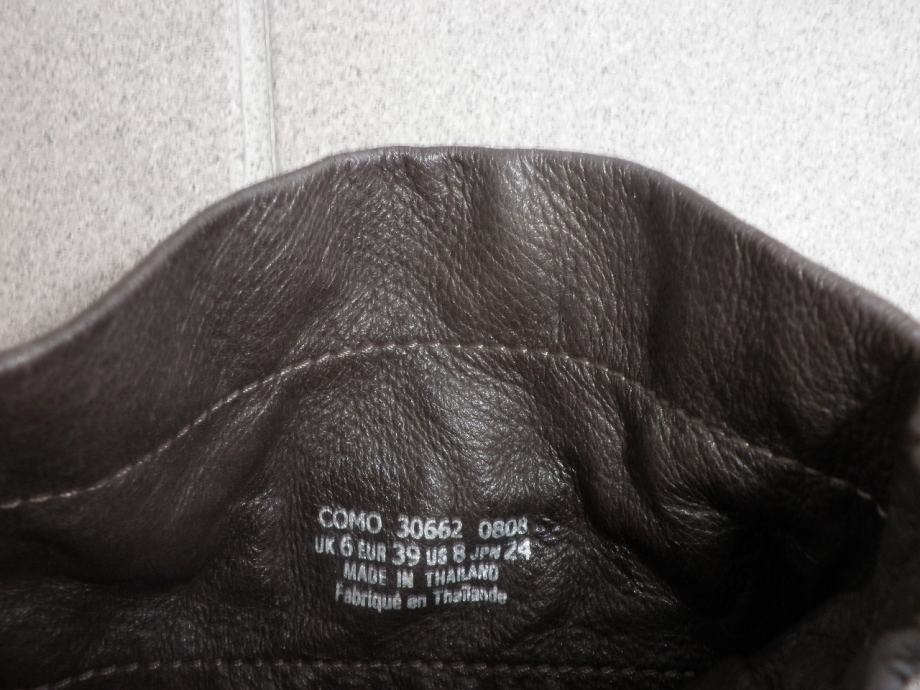 COMO 30662 0808
UK 6 EUR 39 US 8 JPN 24
MADE IN THAILAND
Fabriqué en Thaïlande